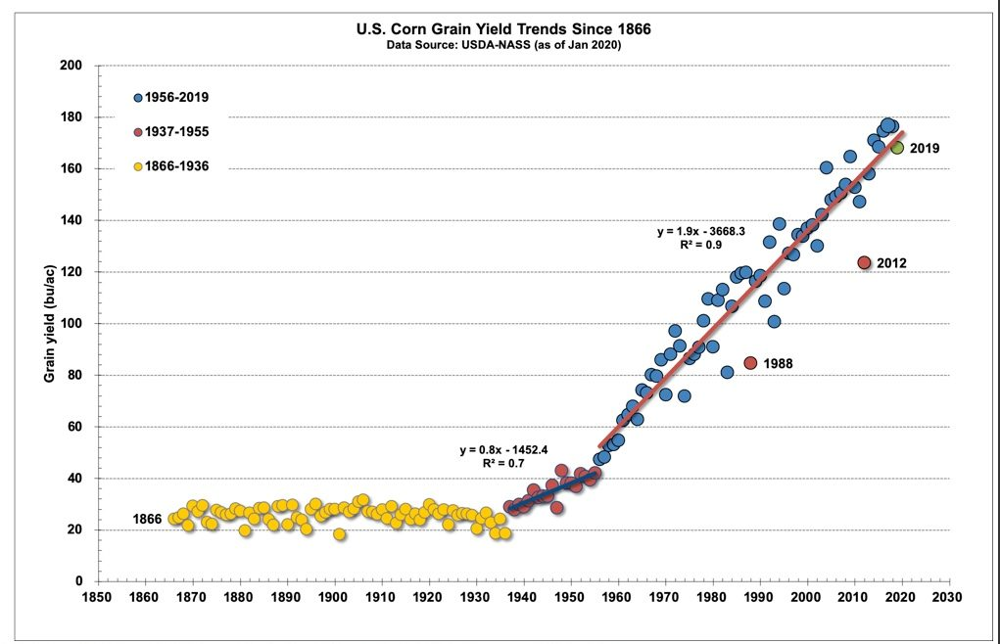 U.S. Corn Grain Yield Trends Since 1866
Data Source: USDA-NASS (as of Jan 2020)
200
180
160
140
120
100
80
60
40
20
0
Grain yield (bu/ac)
1956-2019
1937-1955
1866-1936
2019
y = 1.9x - 3668.3
R² = 0.9
2012
1988
y = 0.8x - 1452.4
R² = 0.7
1866
1850 1860 1870 1880 1890 1900 1910 1920 1930 1940 1950 1960 1970 1980 1990 2000 2010 2020 2030